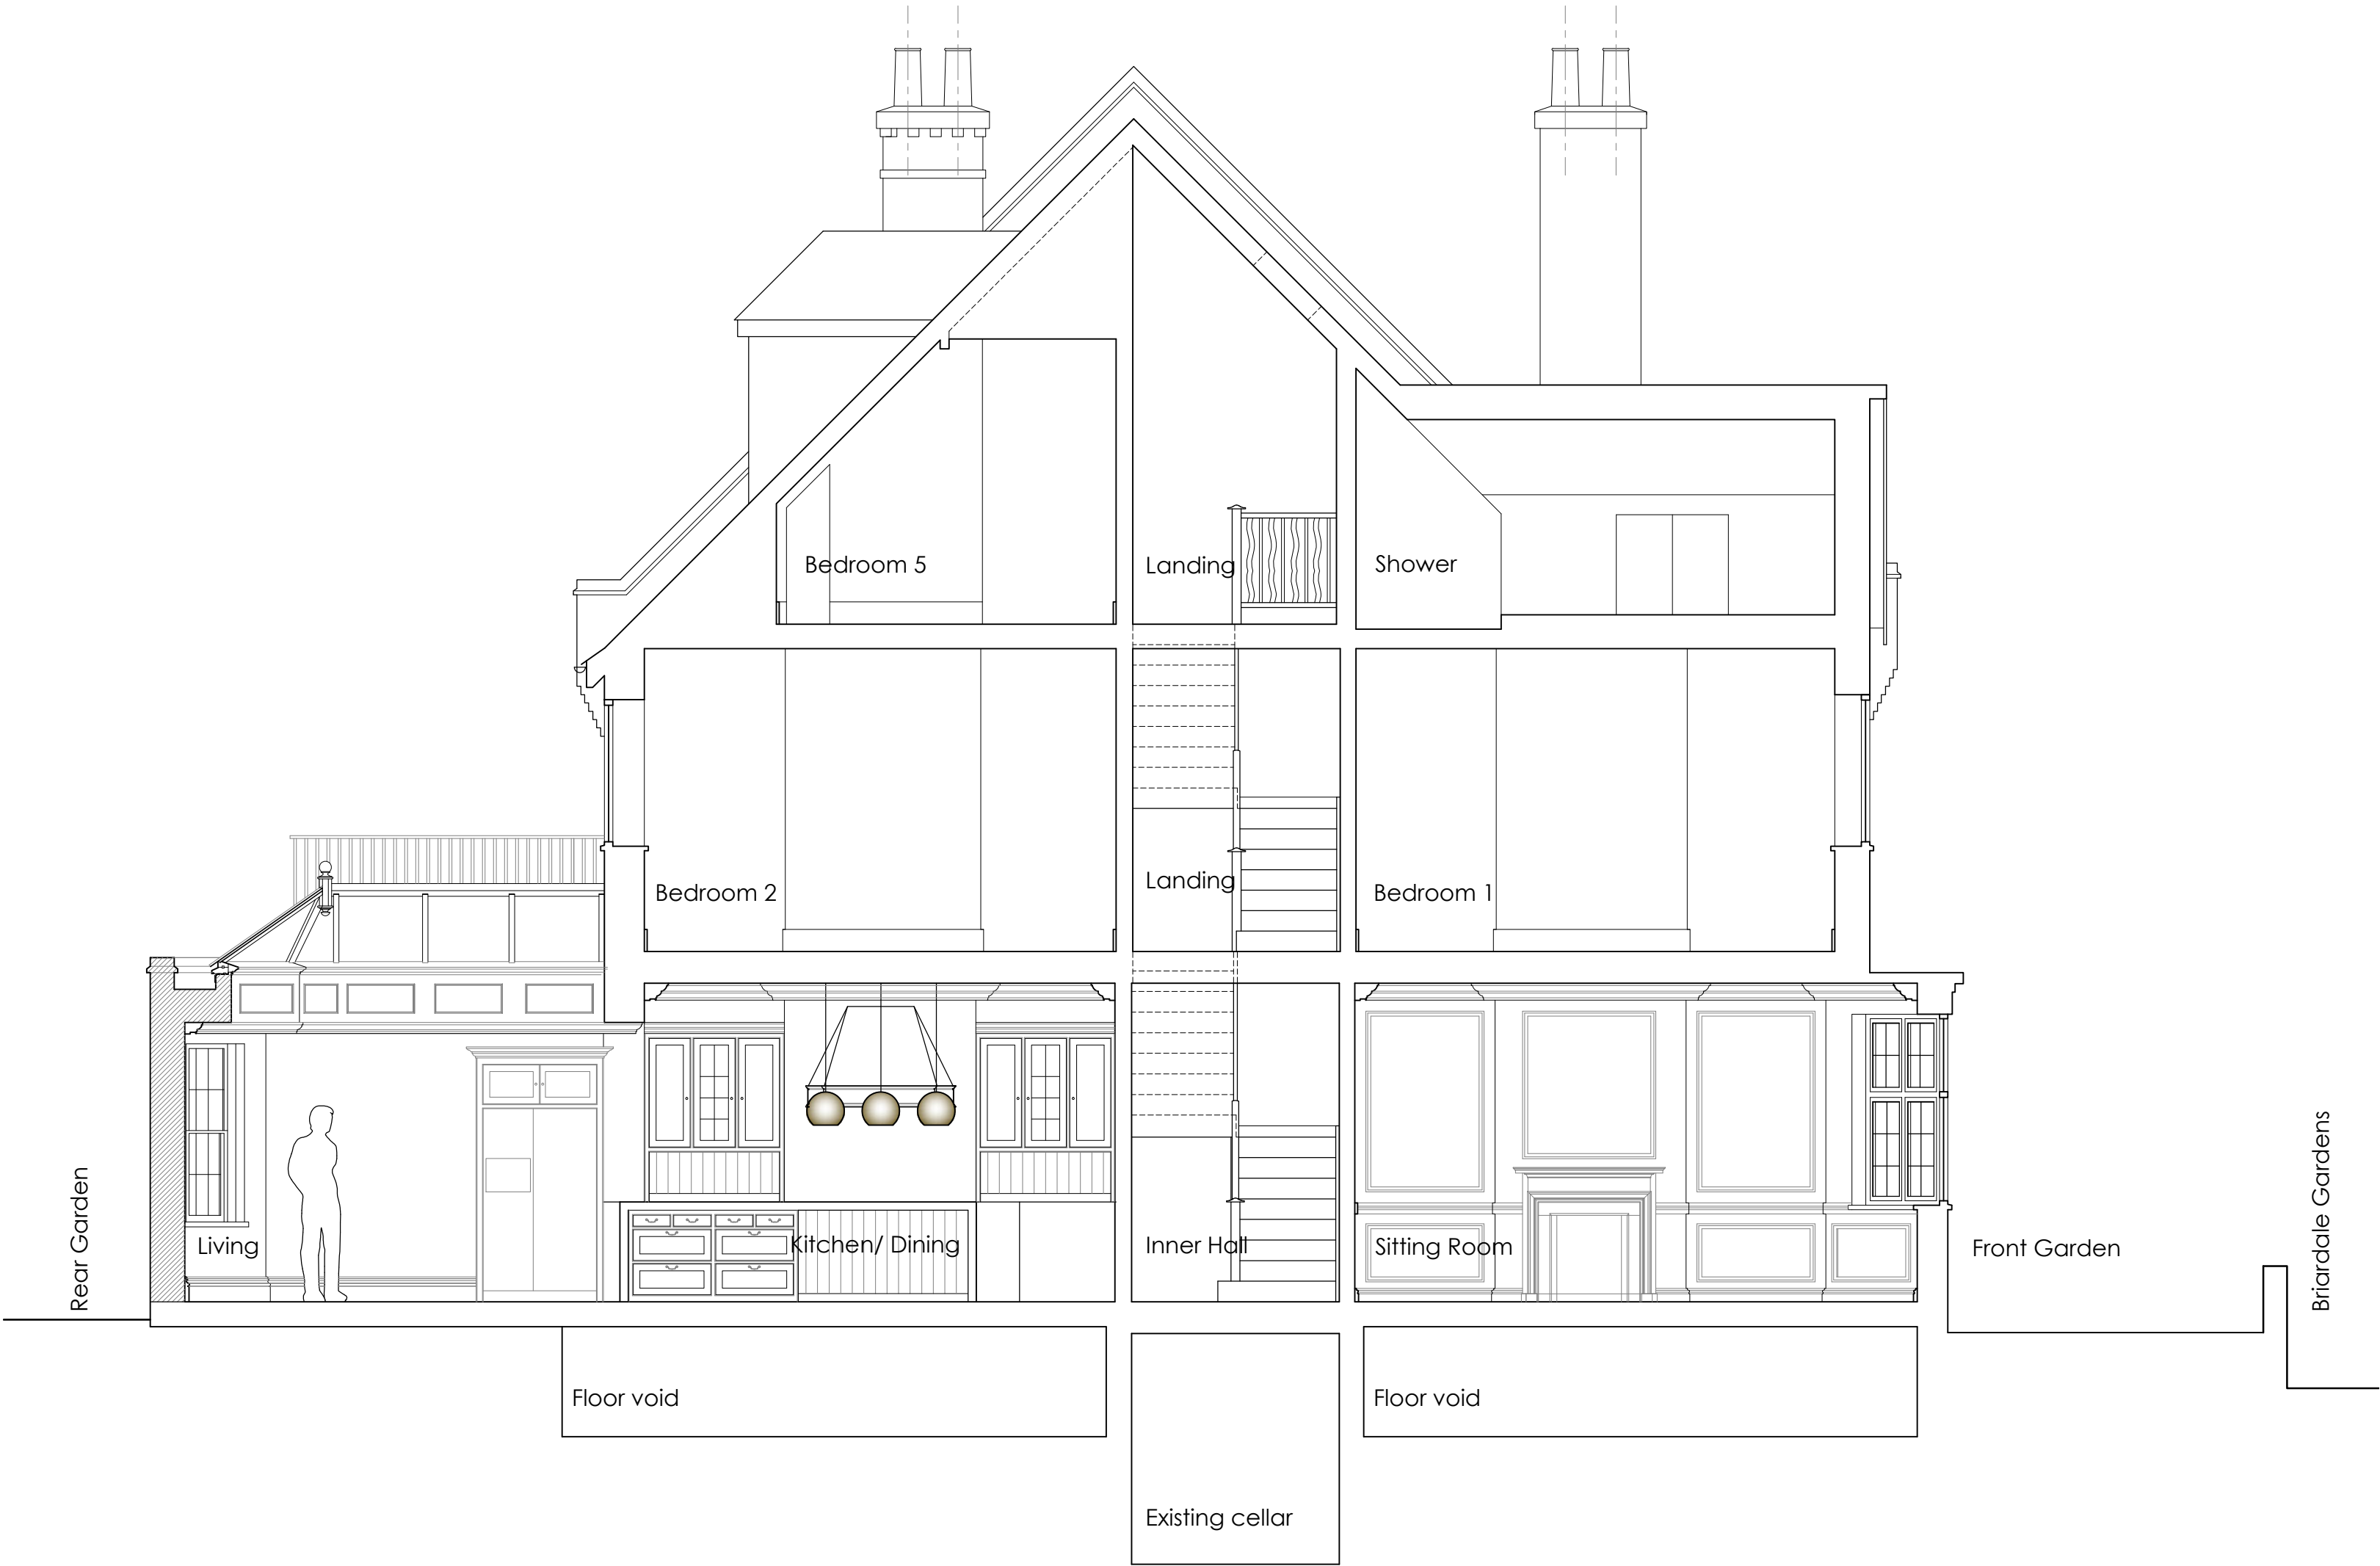 Bedroom 5
Landing
Shower
Bedroom 2
Landing
Bedroom 1
Rear Garden
Living
Kitchen/ Dining
Inner Hall
Sitting Room
Front Garden
Briardale Gardens
Floor void
Floor void
Existing cellar